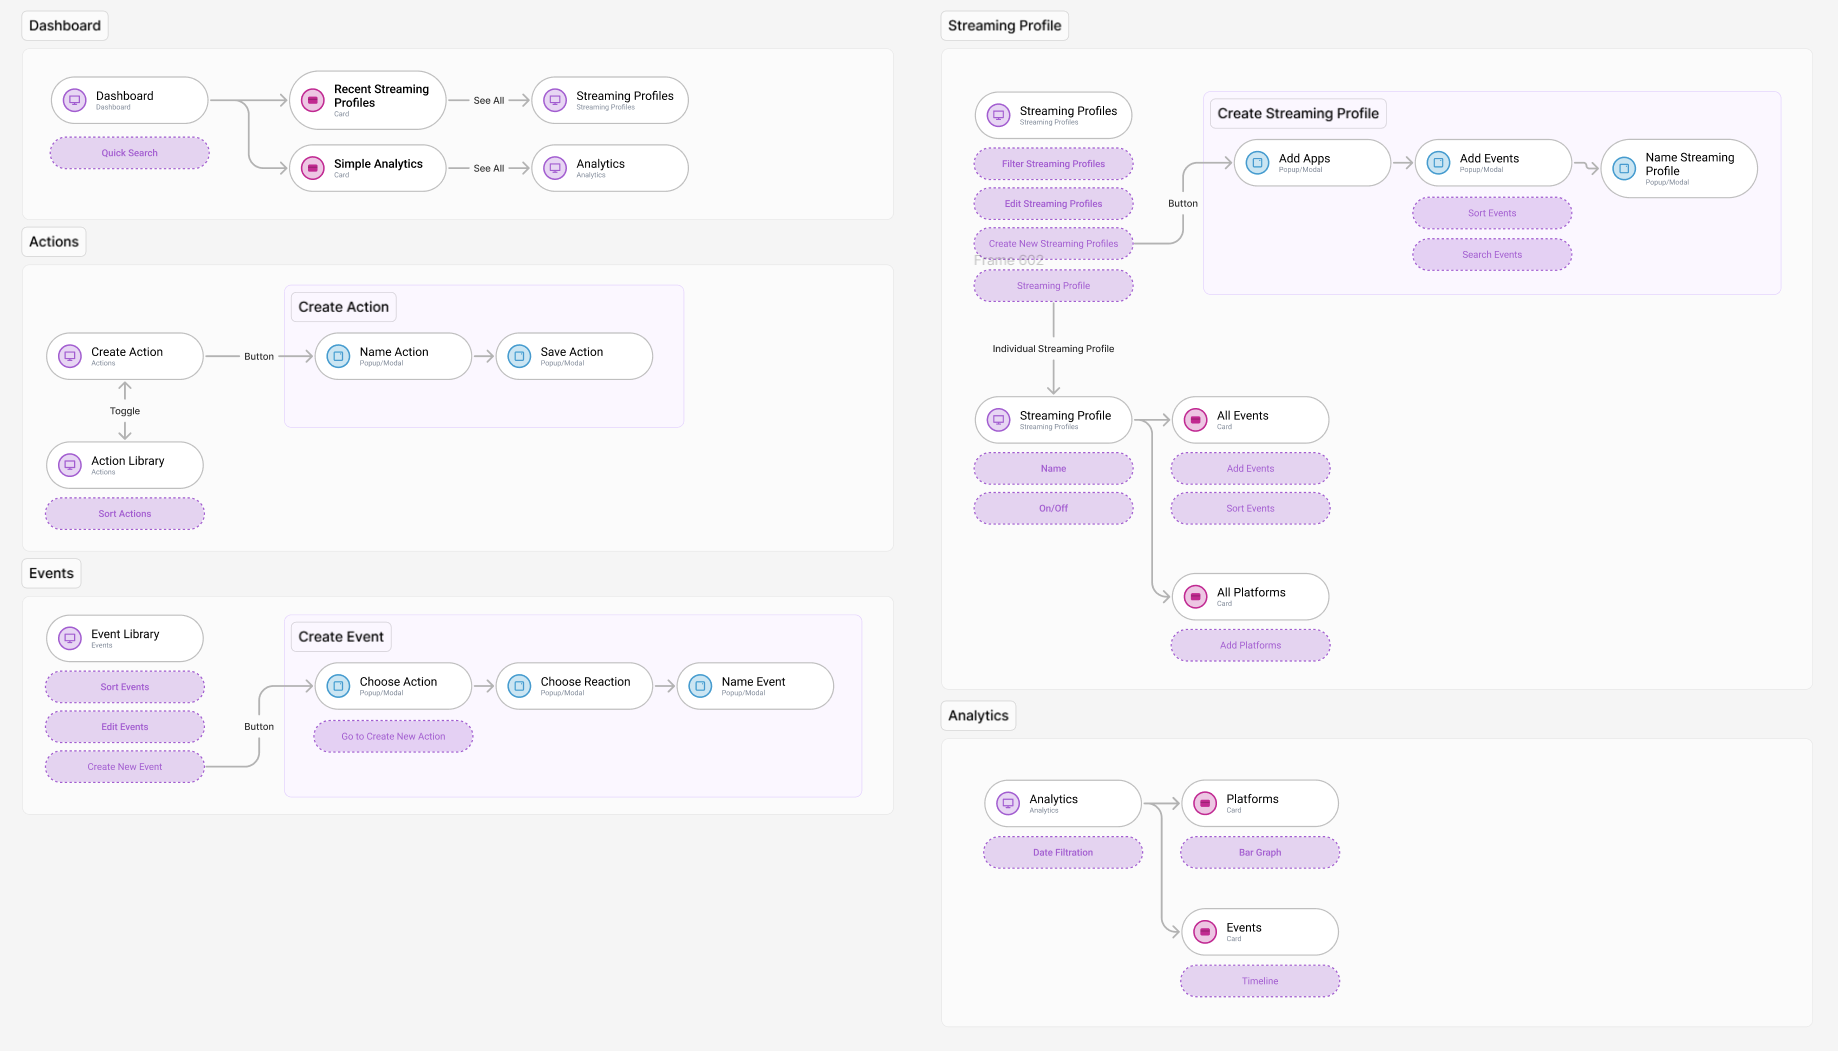 Dashboard
Dashboard
Dashboard
Quick Search
Recent Streaming
Profiles
Card
See All
Streaming Profiles
Streaming Profiles
Simple Analytics
Card
See All
Analytics
Analytics
Actions
Create Action
Actions
Button
Create Action
Name Action
Popup/Modal
Save Action
Popup/Modal
Toggle
Action Library
Actions
Sort Actions
Events
Event Library
Events
Sort Events
Edit Events
Create New Event
Button
Create Event
Choose Action
Popup/Modal
Choose Reaction
Popup/Modal
Name Event
Popup/Modal
Go to Create New Action
Streaming Profile
Streaming Profiles
Streaming Profiles
Filter Streaming Profiles
Edit Streaming Profiles
Create New Streaming Profiles
Frame 602
Streaming Profile
Button
Create Streaming Profile
Add Apps
Popup/Modal
Add Events
Popup/Modal
Name Streaming
Profile
Popup/Modal
Sort Events
Search Events
Individual Streaming Profile
Streaming Profile
Streaming Profiles
Name
On/Off
All Events
Card
Add Events
Sort Events
All Platforms
Card
Add Platforms
Analytics
Analytics
Analytics
Date Filtration
Platforms
Card
Bar Graph
Events
Card
Timeline